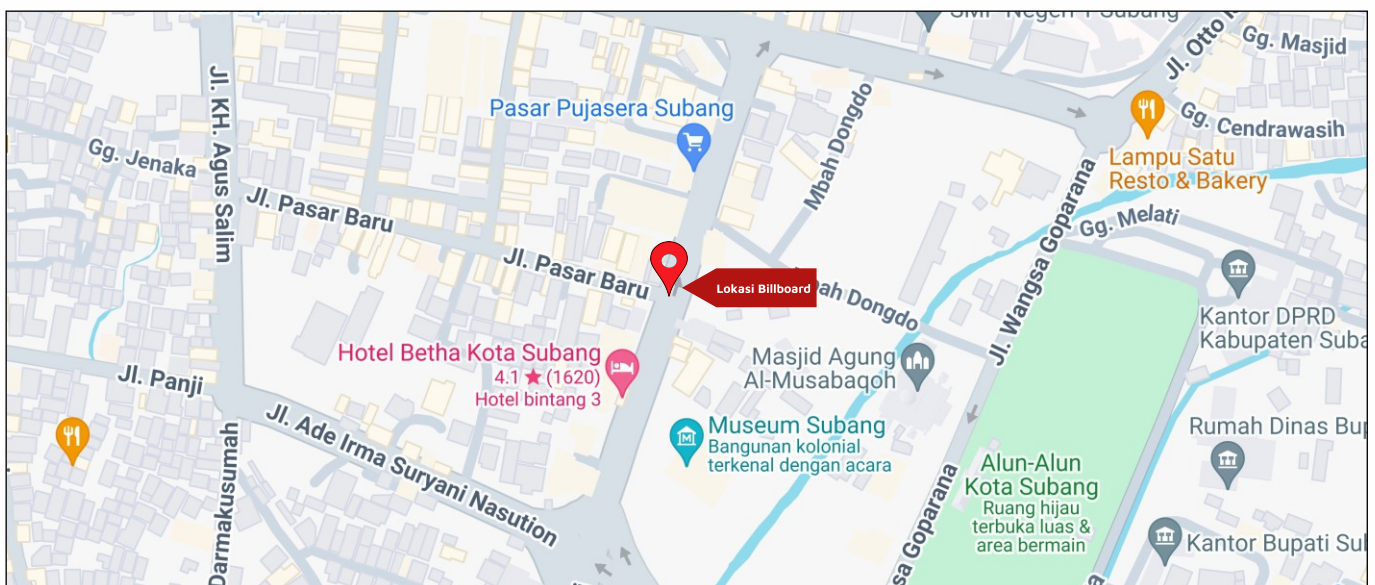 SMP Negeri 1 Subang
Jl. Otto
Gg. Masjid
Pasar Pujasera Subang
Jl. KH. Agus Salim
Gg. Jenaka
Jl. Pasar Baru
Mbah Dongdo
Gg. Cendrawasih
Lampu Satu
Resto & Bakery
Jl. Wangsa Goparana
Gg. Melati
Jl. Pasar Baru
Lokasi Billboard
bah Dongdo
Kantor DPRD
Kabupaten Suba
Hotel Betha Kota Subang
4.1 ★ (1620)
Hotel bintang 3
Masjid Agung
Al-Musabaqoh
Jl. Panji
Jl. Ade Irma Suryani Nasution
Museum Subang
Bangunan kolonial
terkenal dengan acara
Rumah Dinas Bup
Darmakusumah
sa Goparana
Alun-Alun
Kota Subang
Ruang hijau
terbuka luas &
area bermain
Kantor Bupati Sul